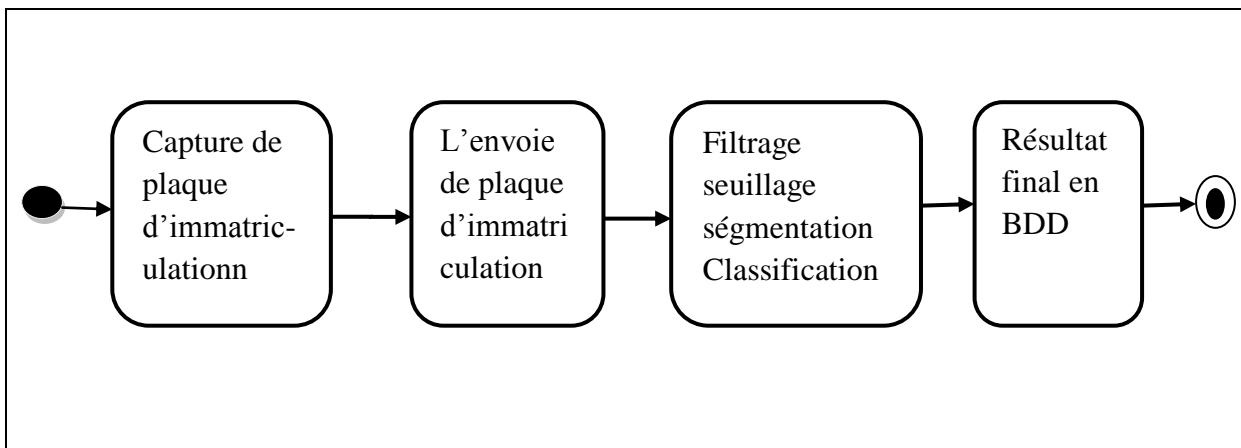 Capture de
plaque
d’immatric-
ulationn
L’envoie
de plaque
d’immatri
culation
Filtrage
seuillage
ségmentation
Classification
Résultat
final en
BDD